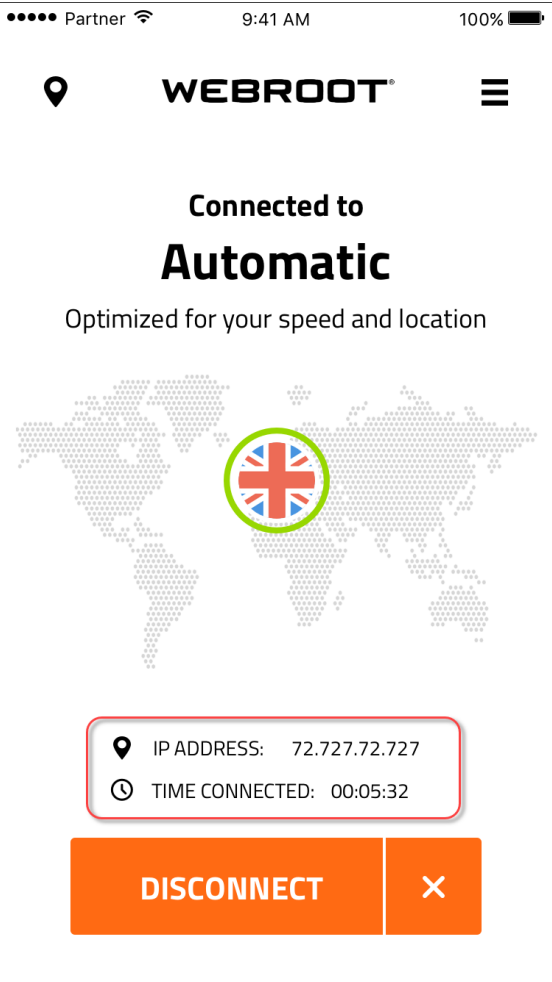 Partner 9:41 AM 100%
WEBROOT®
Connected to
Automatic
Optimized for your speed and location
IP ADDRESS: 72.727.72.727
TIME CONNECTED: 00:05:32
DISCONNECT